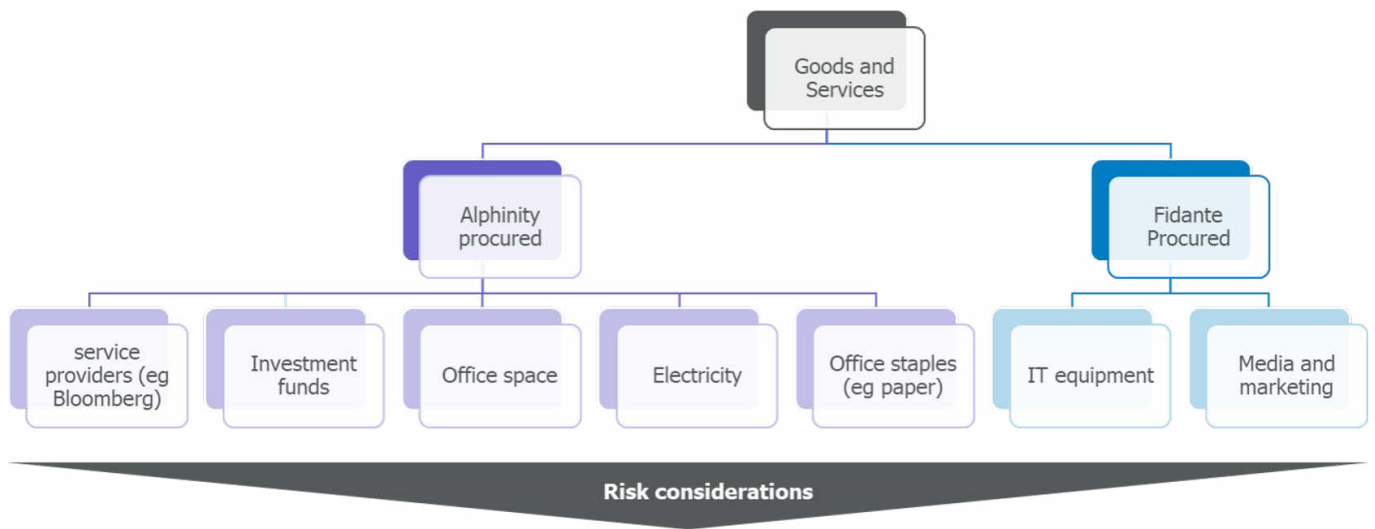 Goods and
Services
Alphinity
procured
Fidante
Procured
service
providers (eg
Bloomberg)
Investment
funds
Office space
Electricity
Office staples
(eg paper)
IT equipment
Media and
marketing
Risk considerations